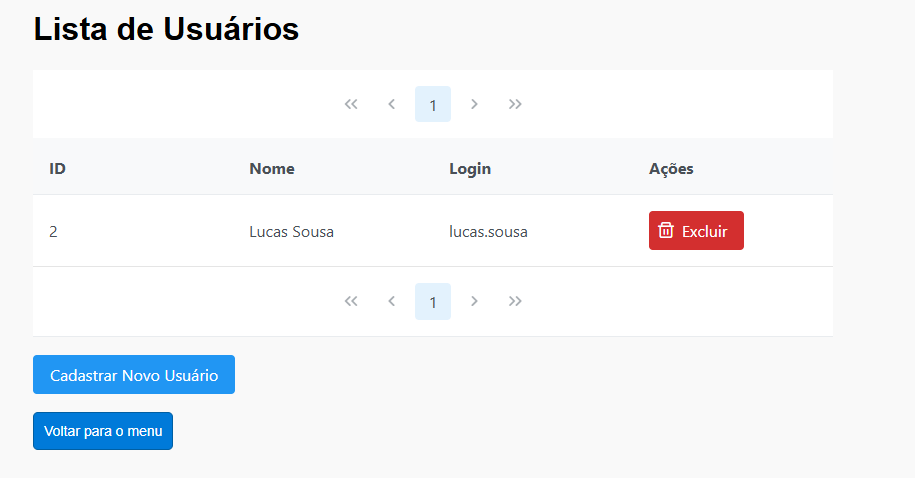 Lista de Usuários
1
ID Nome Login Ações
2 Lucas Sousa lucas.sousa Excluir
1
Cadastrar Novo Usuário
Voltar para o menu